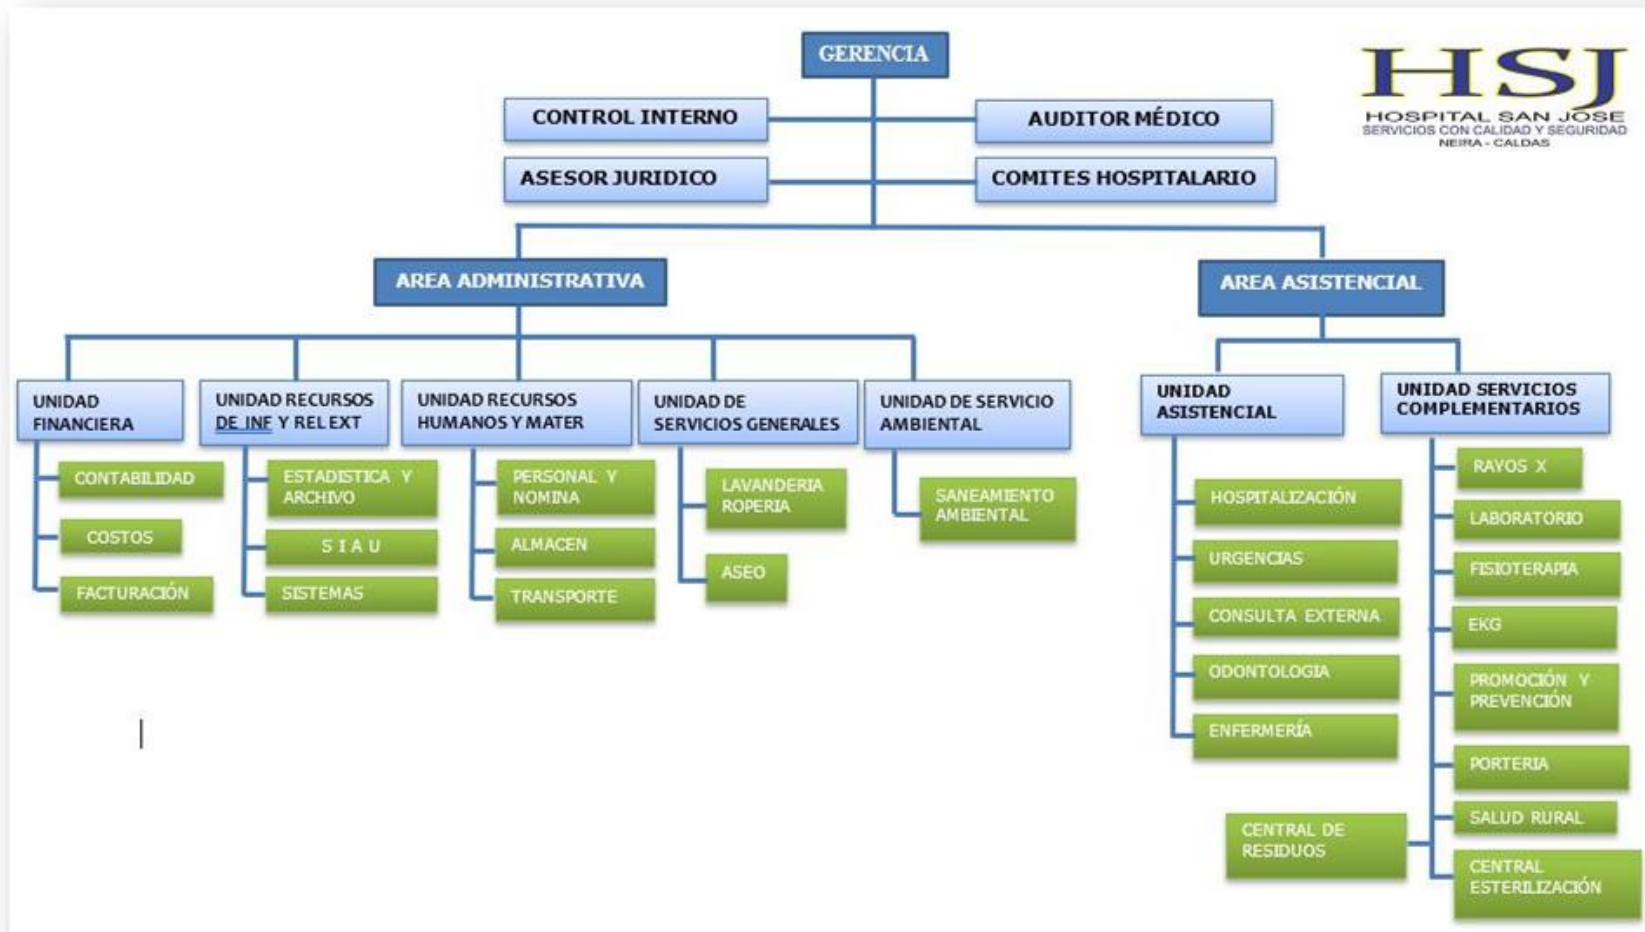 GERENCIA
HSJ
HOSPITAL SAN JOSE
SERVICIOS CON CALIDAD Y SEGURIDAD
NEIRA - CALDAS
CONTROL INTERNO
AUDITOR MÉDICO
ASESOR JURIDICO
COMITES HOSPITALARIO
AREA ADMINISTRATIVA
AREA ASISTENCIAL
UNIDAD
FINANCIERA
CONTABILIDAD
COSTOS
FACTURACIÓN
UNIDAD RECURSOS
DE INF Y REL EXT
ESTADISTICA Y
ARCHIVO
S I A U
SISTEMAS
UNIDAD RECURSOS
HUMANOS Y MATER
PERSONAL Y
NOMINA
ALMACEN
TRANSPORTE
UNIDAD DE
SERVICIOS GENERALES
LAVANDERIA
ROPERIA
ASEO
UNIDAD DE SERVICIO
AMBIENTAL
SANEAMIENTO
AMBIENTAL
UNIDAD
ASISTENCIAL
HOSPITALIZACIÓN
URGENCIAS
CONSULTA EXTERNA
ODONTOLOGIA
ENFERMERÍA
UNIDAD SERVICIOS
COMPLEMENTARIOS
RAYOS X
LABORATORIO
FISIOTERAPIA
EKG
PROMOCIÓN Y
PREVENCIÓN
PORTERIA
SALUD RURAL
CENTRAL DE
RESIDUOS
CENTRAL
ESTERILIZACIÓN